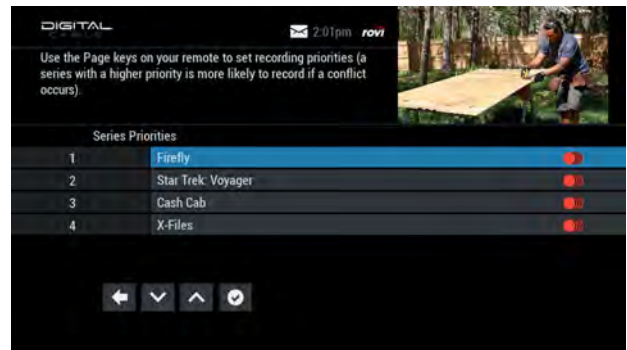 DIGITAL
2:01pm rovi
Use the Page keys on your remote to set recording priorities (a
series with a higher priority is more likely to record if a conflict
occurs).
Series Priorities
1 Firefly
2 Star Trek: Voyager
3 Cash Cab
4 X-Files